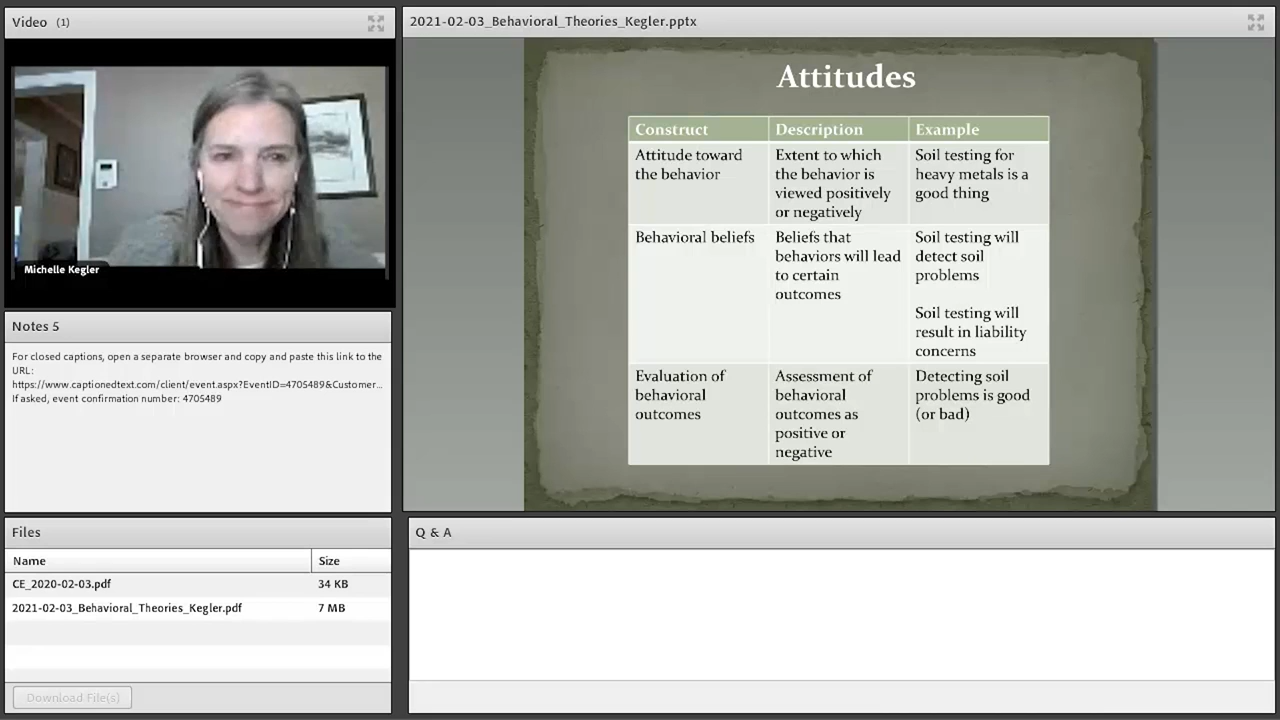 Video (1)
Michelle Kegler
Notes 5
For closed captions, open a separate browser and copy and paste this link to the
URL:
https://www.captionedtext.com/client/event.aspx?EventID=4705489&Customer...
If asked, event confirmation number: 4705489
Files
Name Size
CE_2020-02-03.pdf 34 KB
2021-02-03_Behavioral_Theories_Kegler.pdf 7 MB
Download File(s)
2021-02-03_Behavioral_Theories_Kegler.pptx
Attitudes
Construct Description Example
Attitude toward
the behavior
Extent to which
the behavior is
viewed positively
or negatively
Soil testing for
heavy metals is a
good thing
Behavioral beliefs
Beliefs that
behaviors will lead
to certain
outcomes
Soil testing will
detect soil
problems
Soil testing will
result in liability
concerns
Evaluation of
behavioral
outcomes
Assessment of
behavioral
outcomes as
positive or
negative
Detecting soil
problems is good
(or bad)
Q & A